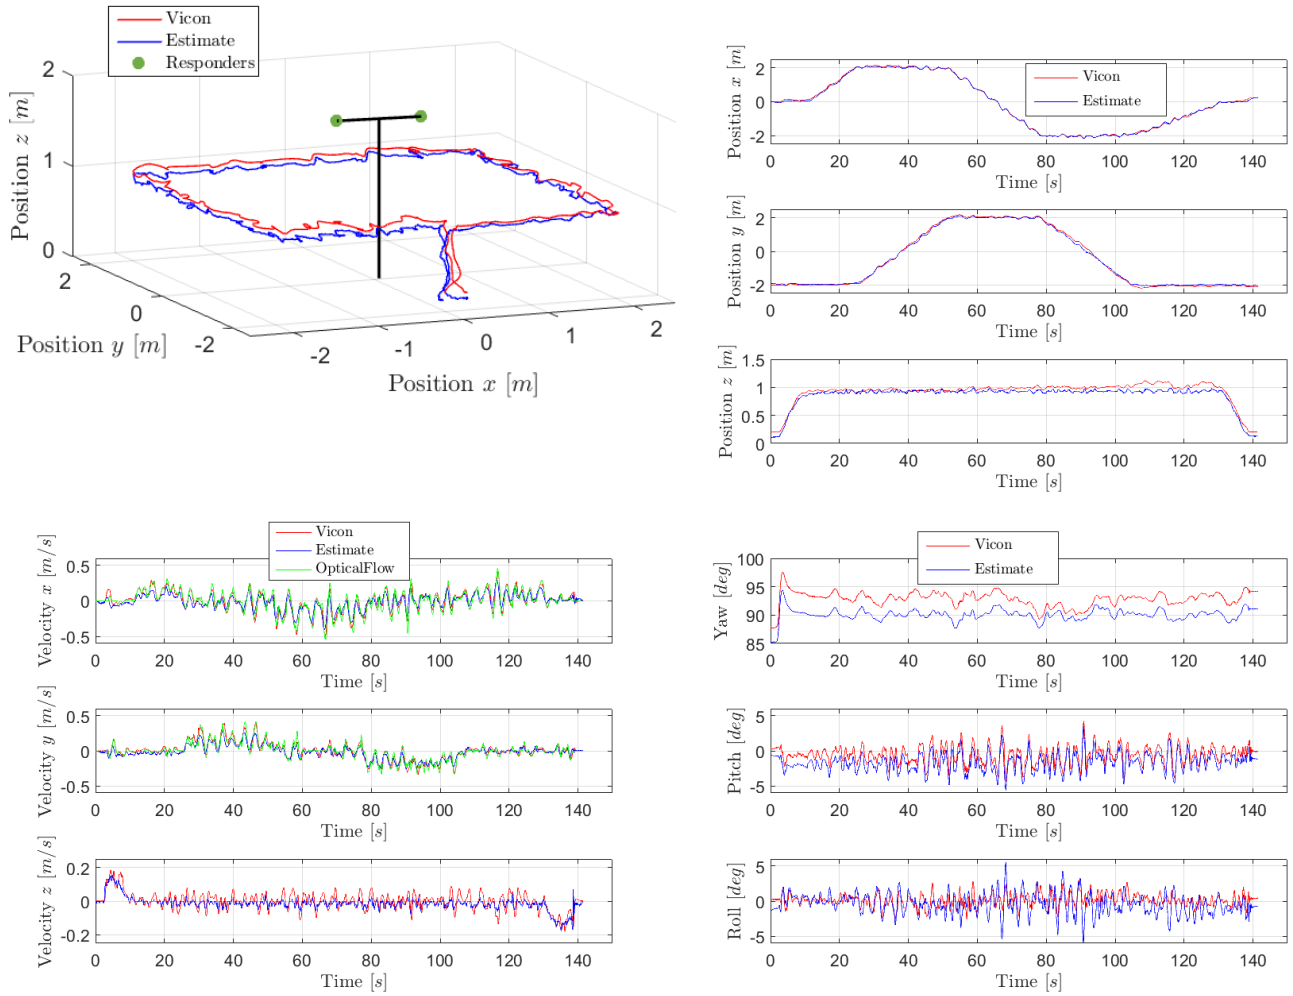 Vicon
Estimate
Responders
2
1
0
Position z [m]
2
0
-2
Position y [m]
-2
-1
0
1
2
Position x [m]
Vicon
Estimate
2
0
-2
Position x [m]
0 20 40 60 80 100 120 140
Time [s]
2
0
-2
Position y [m]
0 20 40 60 80 100 120 140
Time [s]
1.5
1
0.5
0
Position z [m]
0 20 40 60 80 100 120 140
Time [s]
Vicon
Estimate
OpticalFlow
0.5
0
-0.5
Velocity x [m/s]
0 20 40 60 80 100 120 140
Time [s]
0.5
0
-0.5
Velocity y [m/s]
0 20 40 60 80 100 120 140
Time [s]
0.2
0
-0.2
Velocity z [m/s]
0 20 40 60 80 100 120 140
Time [s]
Vicon
Estimate
100
95
90
85
Yaw [deg]
0 20 40 60 80 100 120 140
Time [s]
5
0
-5
Pitch [deg]
0 20 40 60 80 100 120 140
Time [s]
5
0
-5
Roll [deg]
0 20 40 60 80 100 120 140
Time [s]